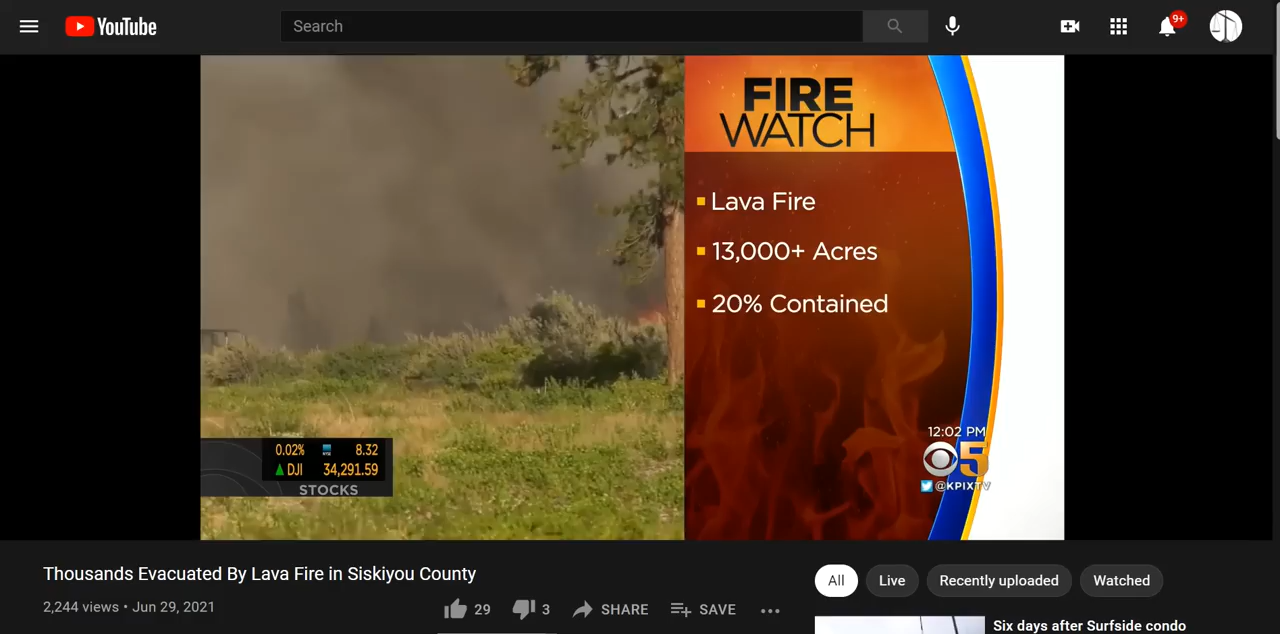 YouTube
Search
9+
FIRE
WATCH
Lava Fire
13,000+ Acres
20% Contained
0.02% NYSE 8.32
▲ DJI 34,291.59
STOCKS
12:02 PM
5
@KPIXTV
Thousands Evacuated By Lava Fire in Siskiyou County
2,244 views • Jun 29, 2021
29
3
SHARE
SAVE
All
Live
Recently uploaded
Watched
Six days after Surfside condo